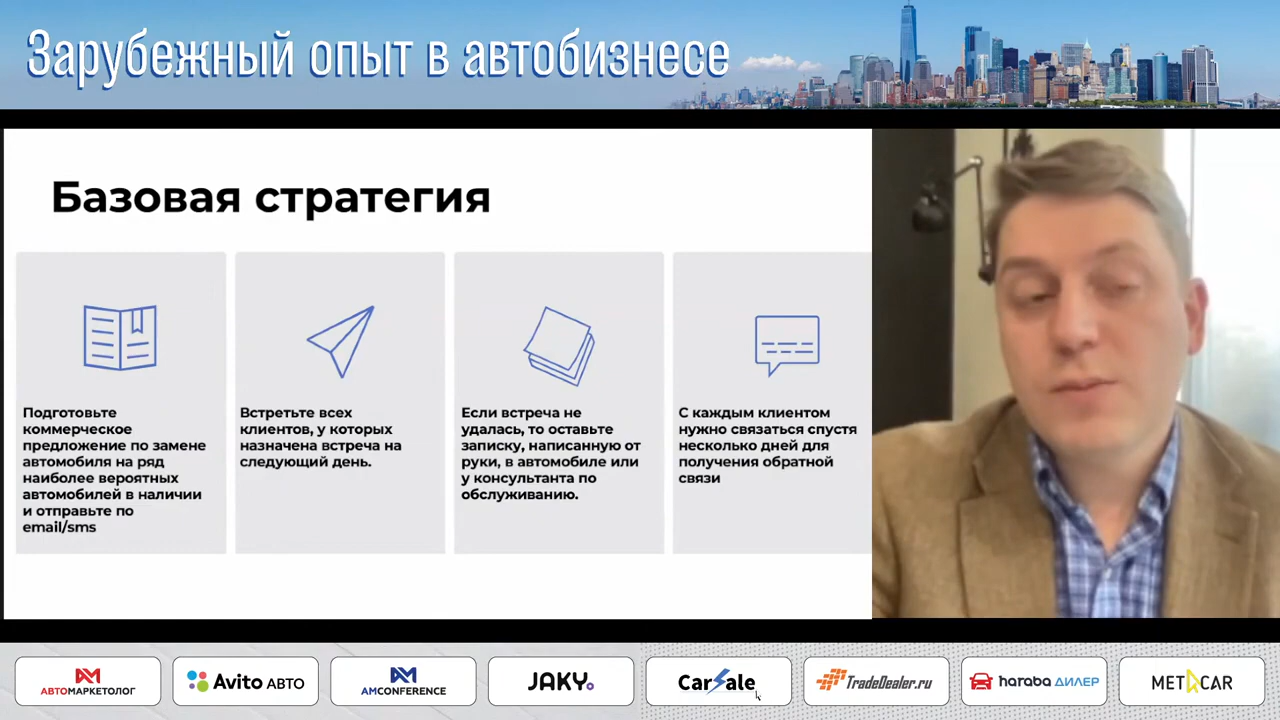 Зарубежный опыт в автобизнесе
Базовая стратегия
Подготовьте
коммерческое
предложение по замене
автомобиля на ряд
наиболее вероятных
автомобилей в наличии
и отправьте по
email/sms
Встретьте всех
клиентов, у которых
назначена встреча на
следующий день.
Если встреча не
удалась, то оставьте
записку, написанную от
руки, в автомобиле или
у консультанта по
обслуживанию.
С каждым клиентом
нужно связаться спустя
несколько дней для
получения обратной
связи
АВТОМАРКЕТОЛОГ
Avito АВТО
AMCONFERENCE
JAKY
CarSale
TradeDealer.ru
haraba ДИЛЕР
METACAR